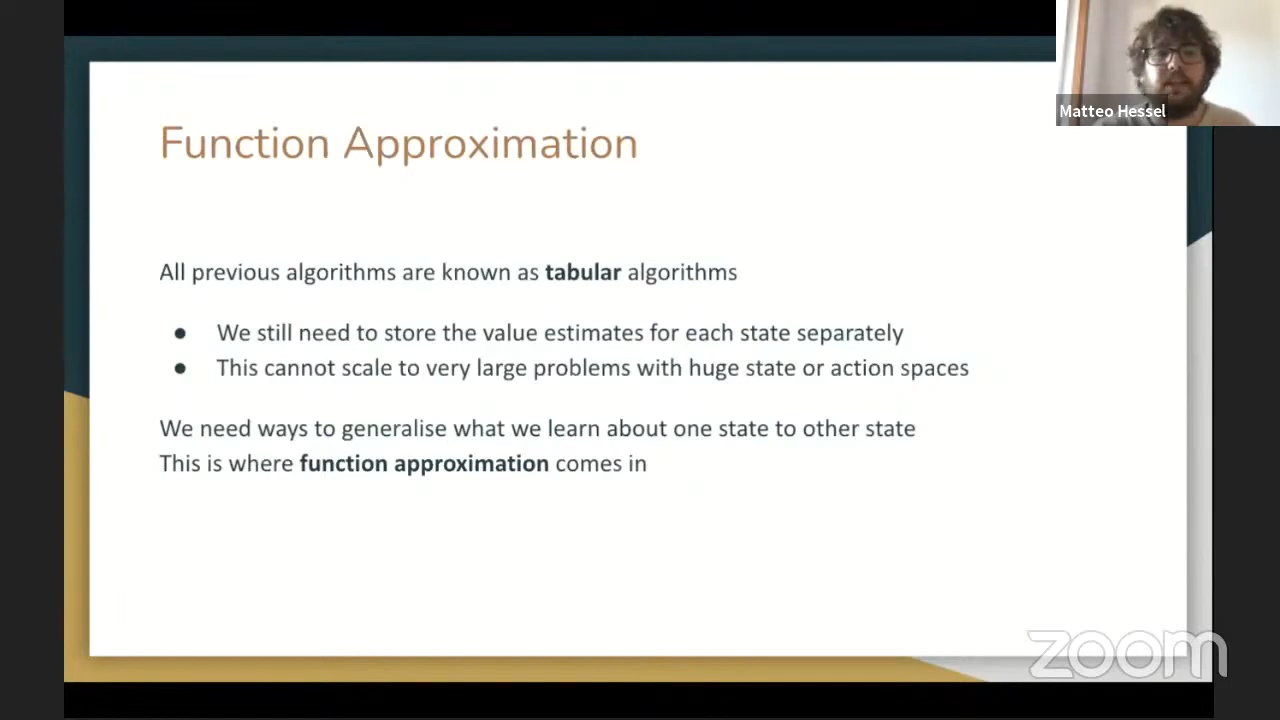 Matteo Hessel
Function Approximation
All previous algorithms are known as tabular algorithms
● We still need to store the value estimates for each state separately
● This cannot scale to very large problems with huge state or action spaces
We need ways to generalise what we learn about one state to other state
This is where function approximation comes in
zoom